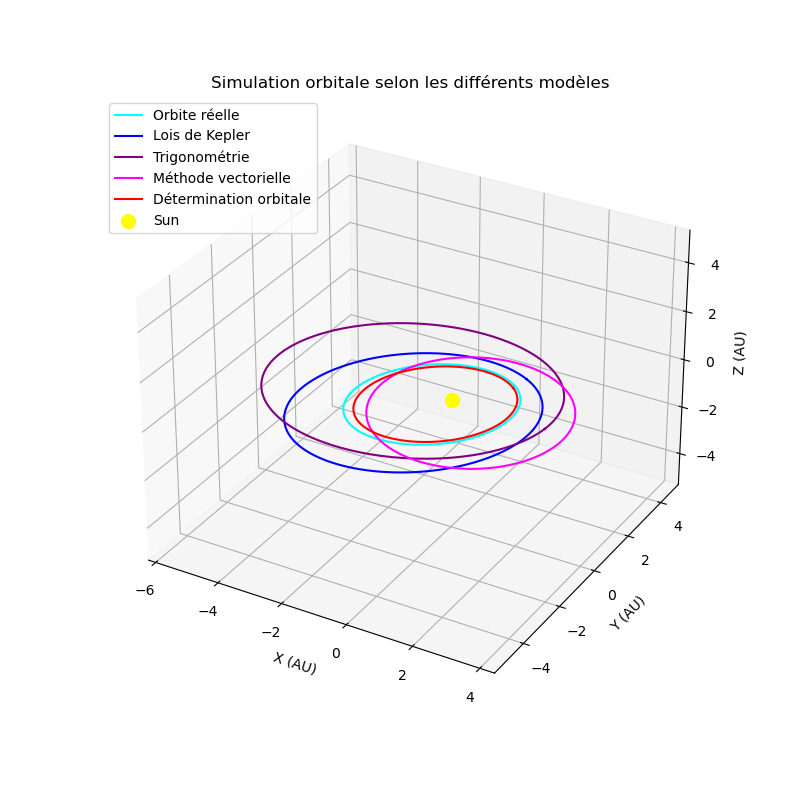 Simulation orbitale selon les différents modèles
Orbite réelle
Lois de Kepler
Trigonométrie
Méthode vectorielle
Détermination orbitale
Sun
4
2
0
−2
−4
Z (AU)
−6
−4
−2
0
2
4
X (AU)
−4
−2
0
2
4
Y (AU)